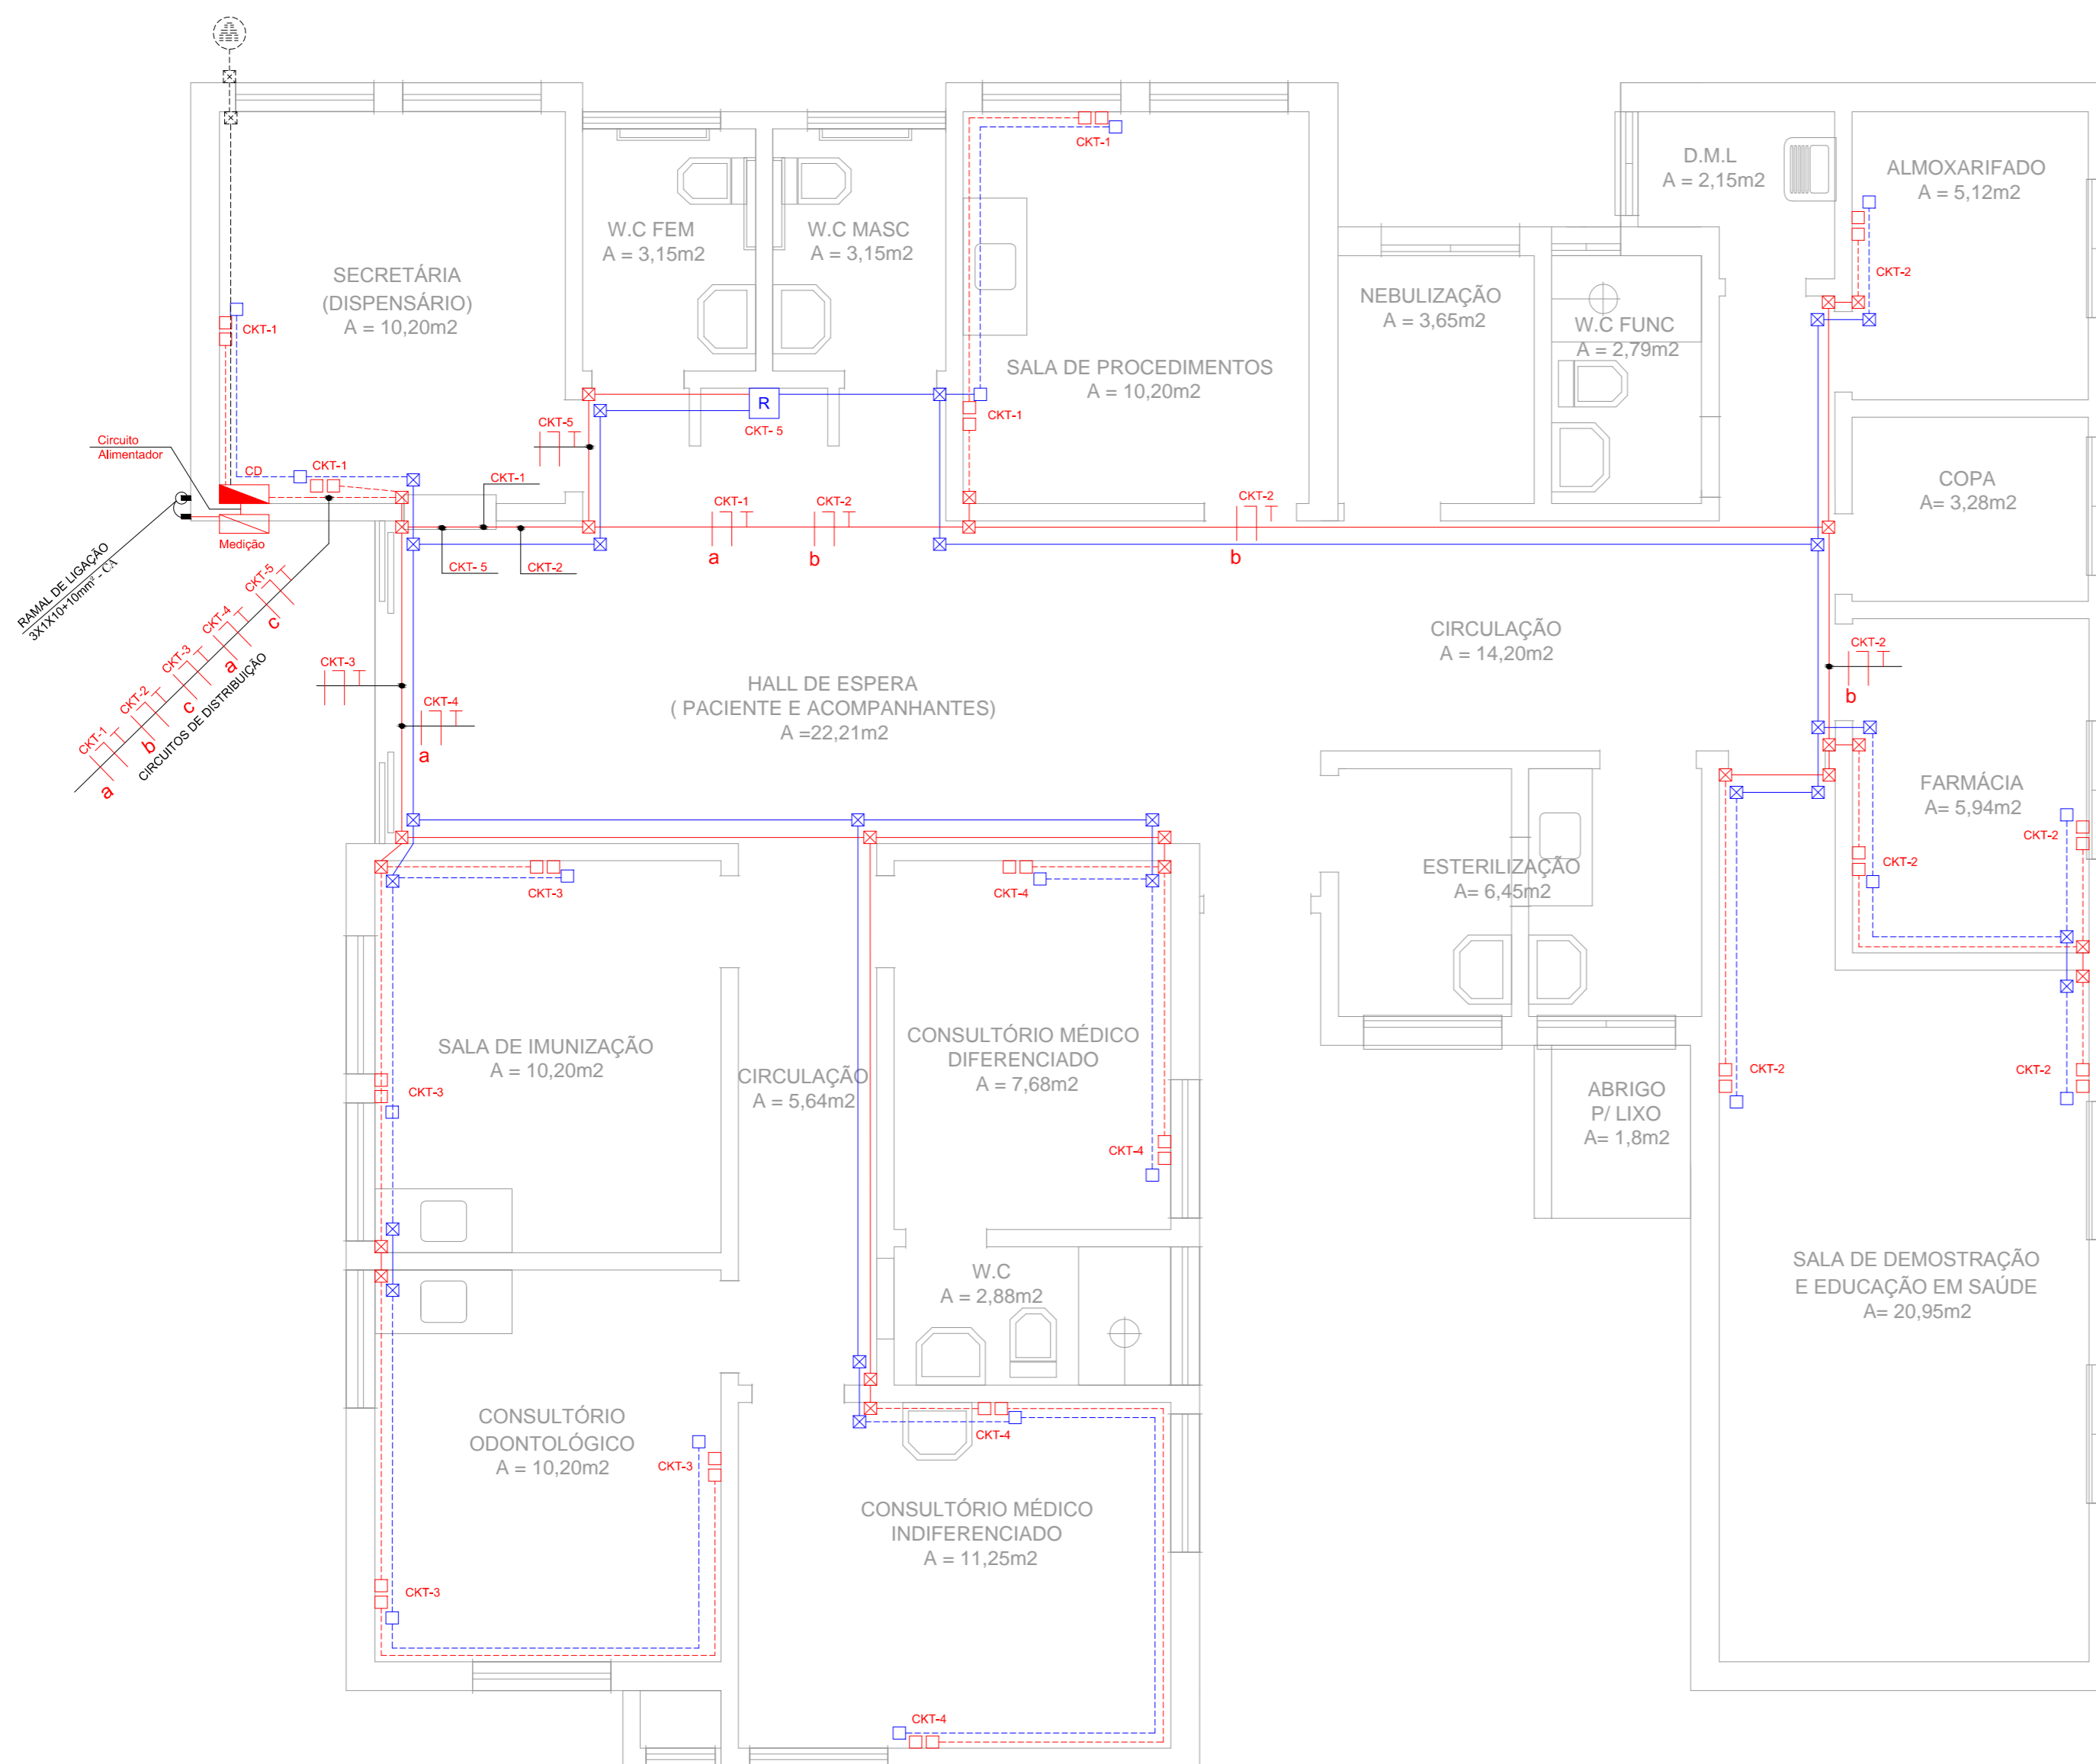 D.M.L
A = 2,15m2
ALMOXARIFADO
A = 5,12m2
CKT-1
W.C FEM
A = 3,15m2
W.C MASC
A = 3,15m2
SECRETÁRIA
(DISPENSÁRIO)
A = 10,20m2
CKT-1
NEBULIZAÇÃO
A = 3,65m2
W.C FUNC
A = 2,79m2
CKT-2
SALA DE PROCEDIMENTOS
A = 10,20m2
R
CKT- 5
CKT-1
CKT-5
Circuito
Alimentador
CD
CKT-1
CKT-1
CKT-1
a
CKT-2
b
CKT-2
b
COPA
A= 3,28m2
Medição
CKT- 5
CKT-2
RAMAL DE LIGAÇÃO
3X1X10+10mm² - CA
CKT-1
a
CKT-2
b
CKT-3
c
CKT-4
a
CKT-5
c
CIRCUITOS DE DISTRIBUIÇÃO
CKT-3
CKT-4
a
HALL DE ESPERA
( PACIENTE E ACOMPANHANTES)
A =22,21m2
CIRCULAÇÃO
A = 14,20m2
CKT-2
b
FARMÁCIA
A= 5,94m2
CKT-2
CKT-2
CKT-3
CKT-4
ESTERILIZAÇÃO
A= 6,45m2
SALA DE IMUNIZAÇÃO
A = 10,20m2
CKT-3
CIRCULAÇÃO
A = 5,64m2
CONSULTÓRIO MÉDICO
DIFERENCIADO
A = 7,68m2
CKT-4
ABRIGO
P/ LIXO
A= 1,8m2
CKT-2
CKT-2
W.C
A = 2,88m2
SALA DE DEMOSTRAÇÃO
E EDUCAÇÃO EM SAÚDE
A= 20,95m2
CONSULTÓRIO
ODONTOLÓGICO
A = 10,20m2
CKT-3
CKT-4
CONSULTÓRIO MÉDICO
INDIFERENCIADO
A = 11,25m2
CKT-3
CKT-4